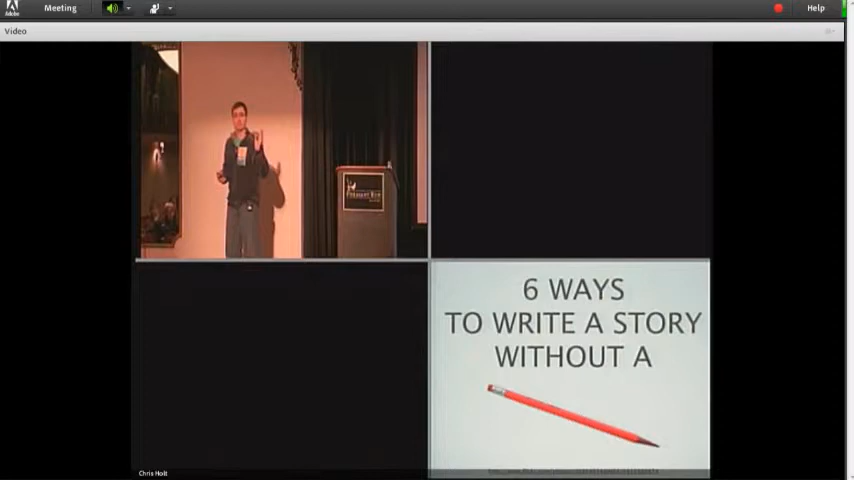 Meeting
Help
Video
6 WAYS
TO WRITE A STORY
WITHOUT A
Chris Holt